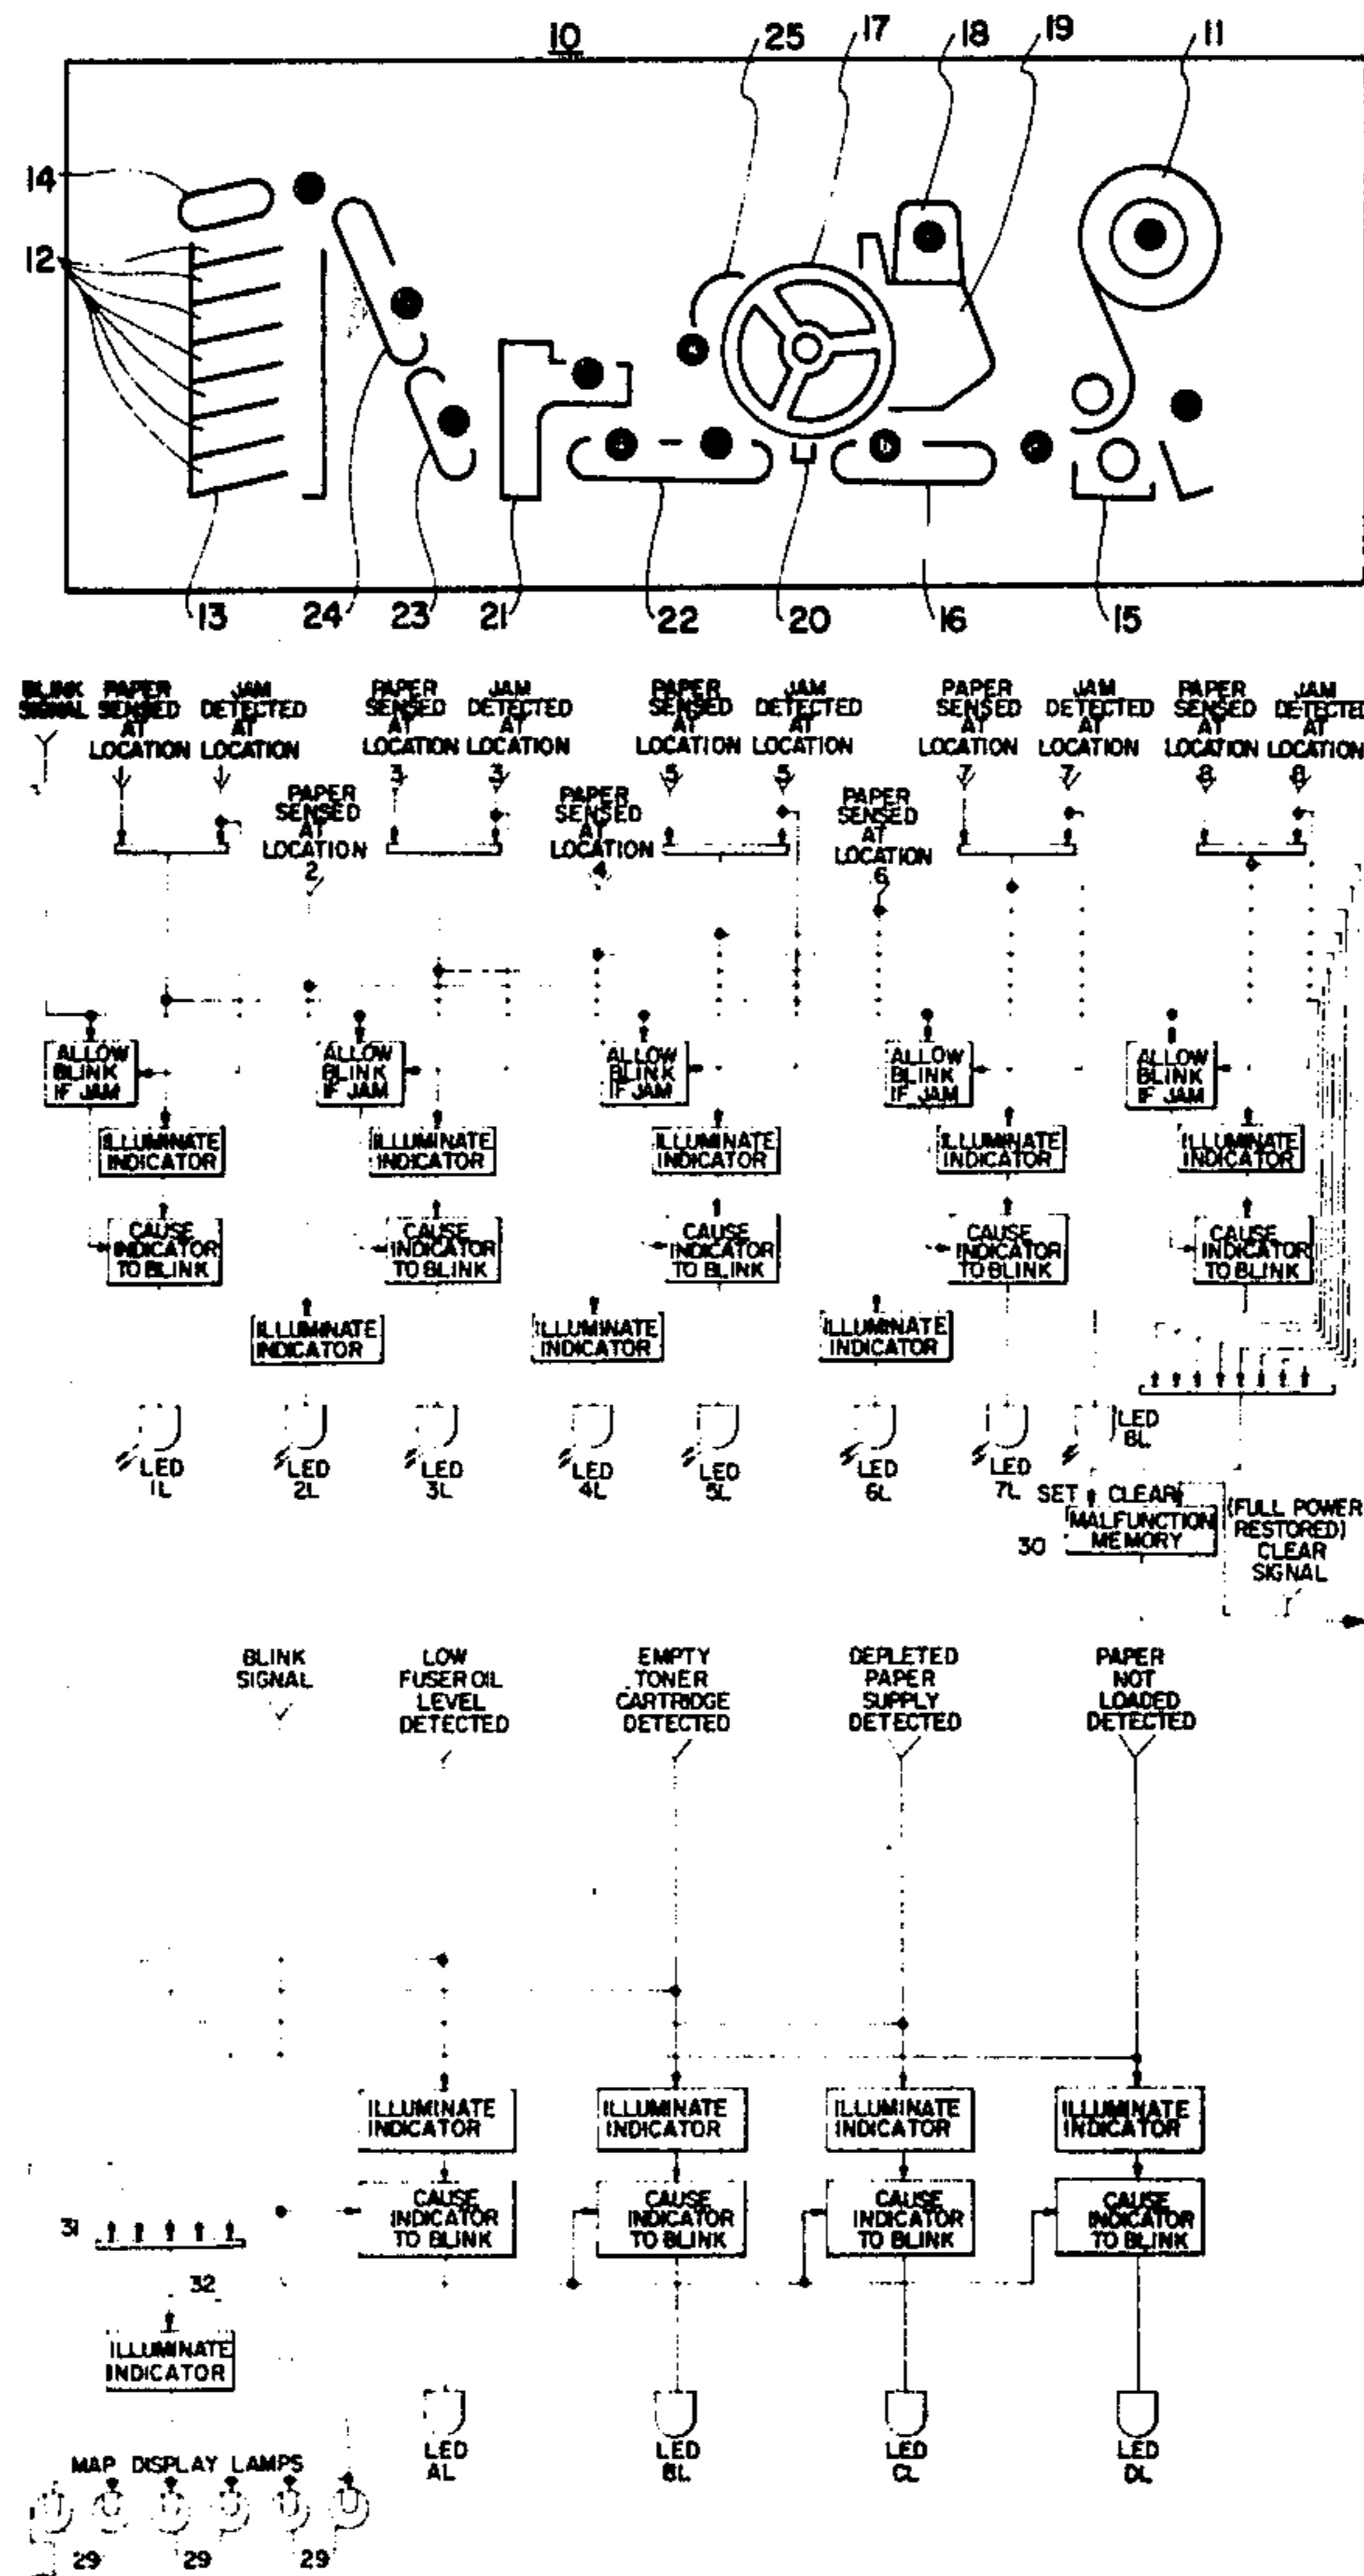 10
25
17
18
19
11
14
12
13
24
23
21
22
20
16
15
BLINK
SIGNAL
PAPER
SENSED
AT
LOCATION
JAM
DETECTED
AT
LOCATION
PAPER
SENSED
AT
LOCATION
3
JAM
DETECTED
AT
LOCATION
3
PAPER
SENSED
AT
LOCATION
5
JAM
DETECTED
AT
LOCATION
5
PAPER
SENSED
AT
LOCATION
7
JAM
DETECTED
AT
LOCATION
7
PAPER
SENSED
AT
LOCATION
8
JAM
DETECTED
AT
LOCATION
8
PAPER
SENSED
AT
LOCATION
2
PAPER
SENSED
AT
LOCATION
4
PAPER
SENSED
AT
LOCATION
6
ALLOW
BLINK
IF JAM
ALLOW
BLINK
IF JAM
ALLOW
BLINK
IF JAM
ALLOW
BLINK
IF JAM
ALLOW
BLINK
IF JAM
ILLUMINATE
INDICATOR
ILLUMINATE
INDICATOR
ILLUMINATE
INDICATOR
ILLUMINATE
INDICATOR
ILLUMINATE
INDICATOR
CAUSE
INDICATOR
TO BLINK
CAUSE
INDICATOR
TO BLINK
CAUSE
INDICATOR
TO BLINK
CAUSE
INDICATOR
TO BLINK
CAUSE
INDICATOR
TO BLINK
ILLUMINATE
INDICATOR
ILLUMINATE
INDICATOR
ILLUMINATE
INDICATOR
LED
1L
LED
2L
LED
3L
LED
4L
LED
5L
LED
6L
LED
7L
LED
8L
SET
CLEAR
MALFUNCTION
MEMORY
30
(FULL POWER
RESTORED)
CLEAR
SIGNAL
BLINK
SIGNAL
LOW
FUSER OIL
LEVEL
DETECTED
EMPTY
TONER
CARTRIDGE
DETECTED
DEPLETED
PAPER
SUPPLY
DETECTED
PAPER
NOT
LOADED
DETECTED
ILLUMINATE
INDICATOR
ILLUMINATE
INDICATOR
ILLUMINATE
INDICATOR
ILLUMINATE
INDICATOR
CAUSE
INDICATOR
TO BLINK
CAUSE
INDICATOR
TO BLINK
CAUSE
INDICATOR
TO BLINK
CAUSE
INDICATOR
TO BLINK
31
32
ILLUMINATE
INDICATOR
LED
AL
LED
BL
LED
CL
LED
DL
MAP DISPLAY LAMPS
29
29
29